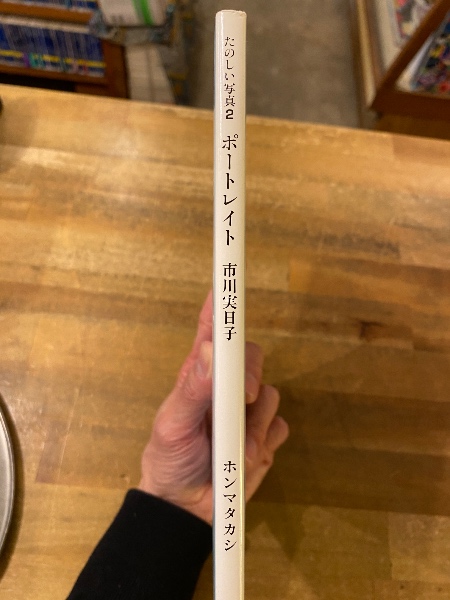 たのしい写真2
ポートレイト
市川実日子
ホンマタカシ